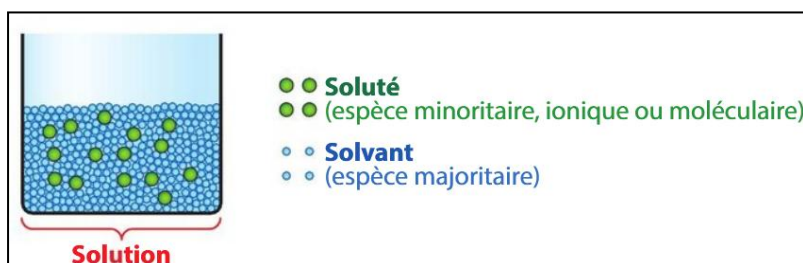 Soluté
(espèce minoritaire, ionique ou moléculaire)
Solvant
(espèce majoritaire)
Solution